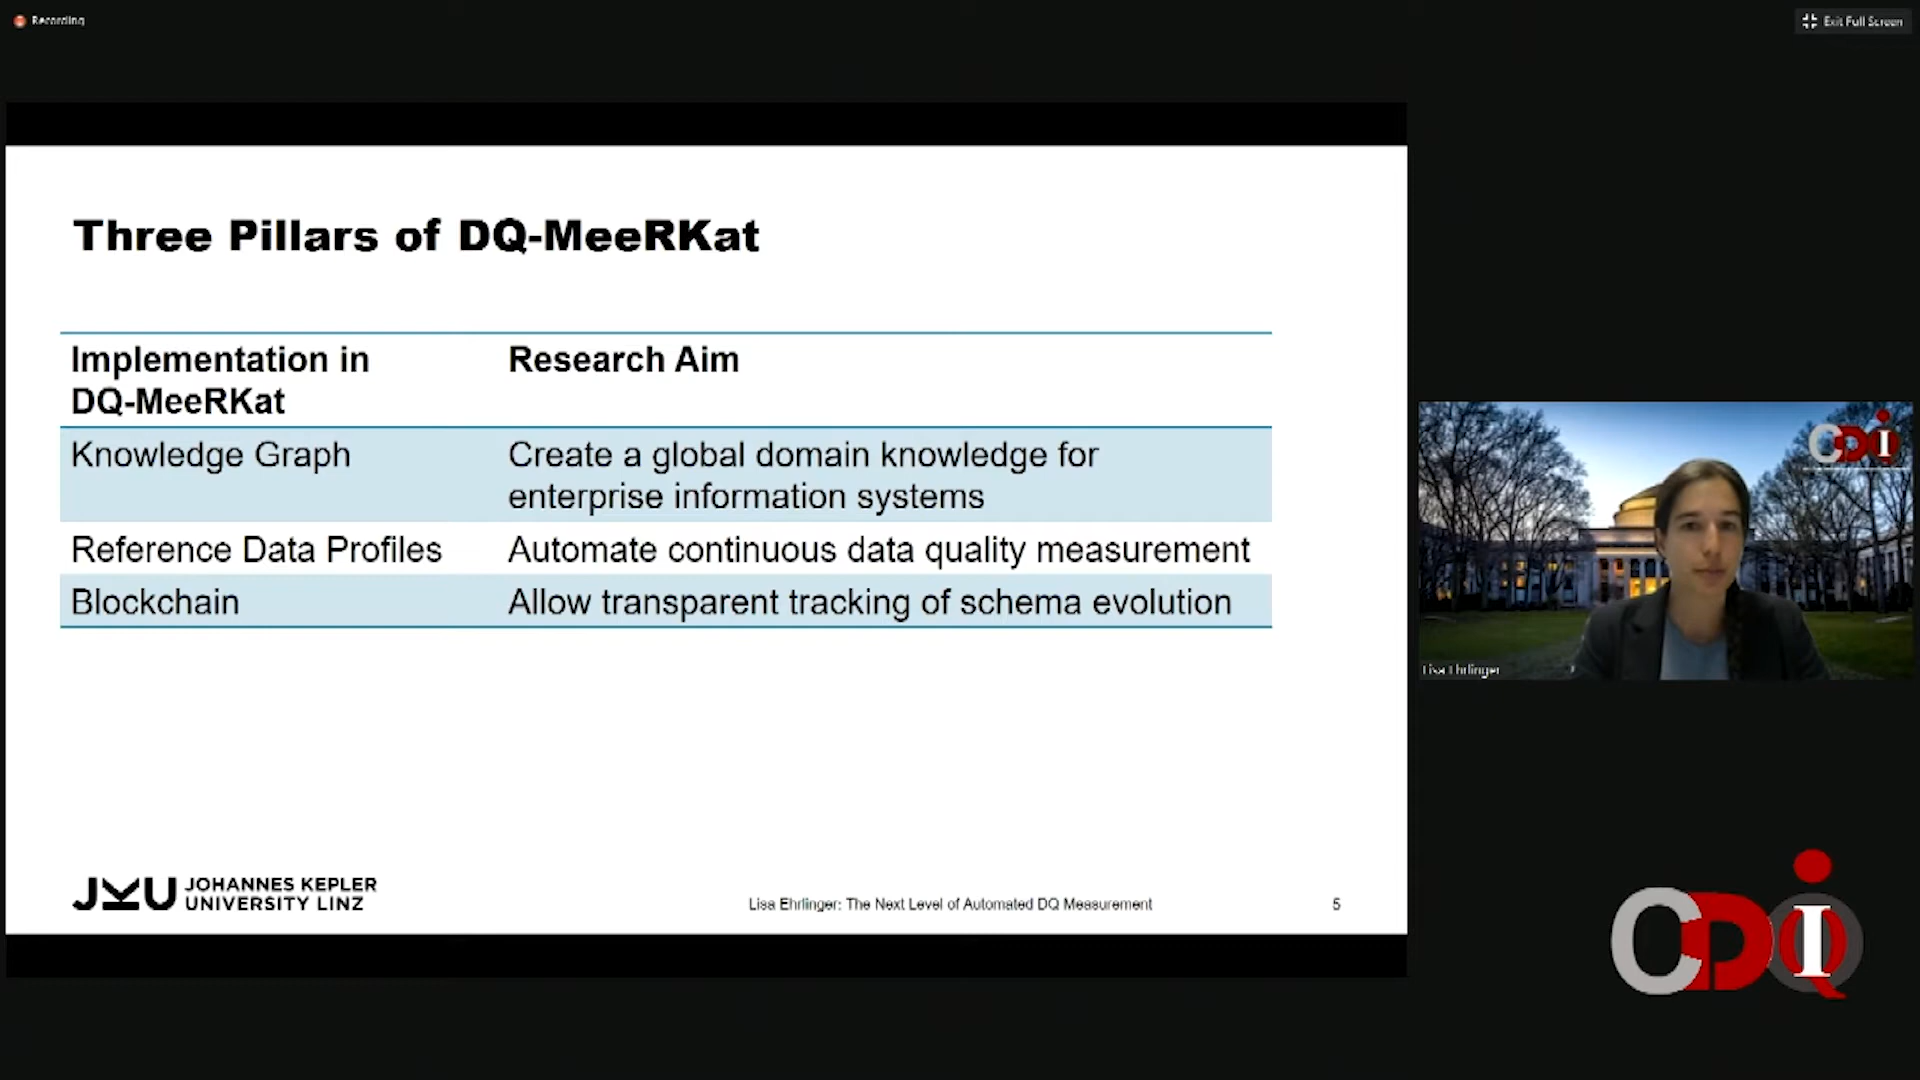 Recording
Exit Full Screen
Three Pillars of DQ-MeeRKat
Implementation in
DQ-MeeRKat
Research Aim
Knowledge Graph
Create a global domain knowledge for
enterprise information systems
Reference Data Profiles
Automate continuous data quality measurement
Blockchain
Allow transparent tracking of schema evolution
JKU JOHANNES KEPLER
UNIVERSITY LINZ
Lisa Ehrlinger: The Next Level of Automated DQ Measurement
5
CDQI
Lisa Ehrlinger
CDQI